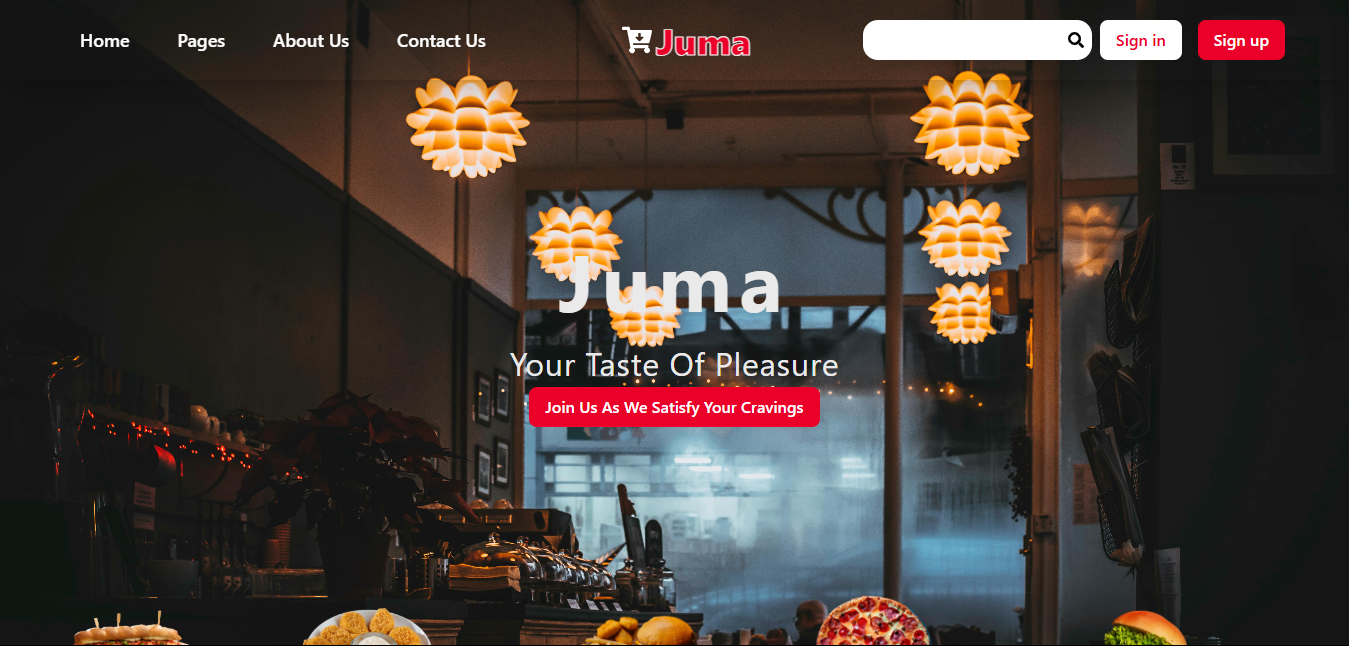 Home Pages About Us Contact Us Juma Sign in Sign up
Juma
Your Taste Of Pleasure
Join Us As We Satisfy Your Cravings